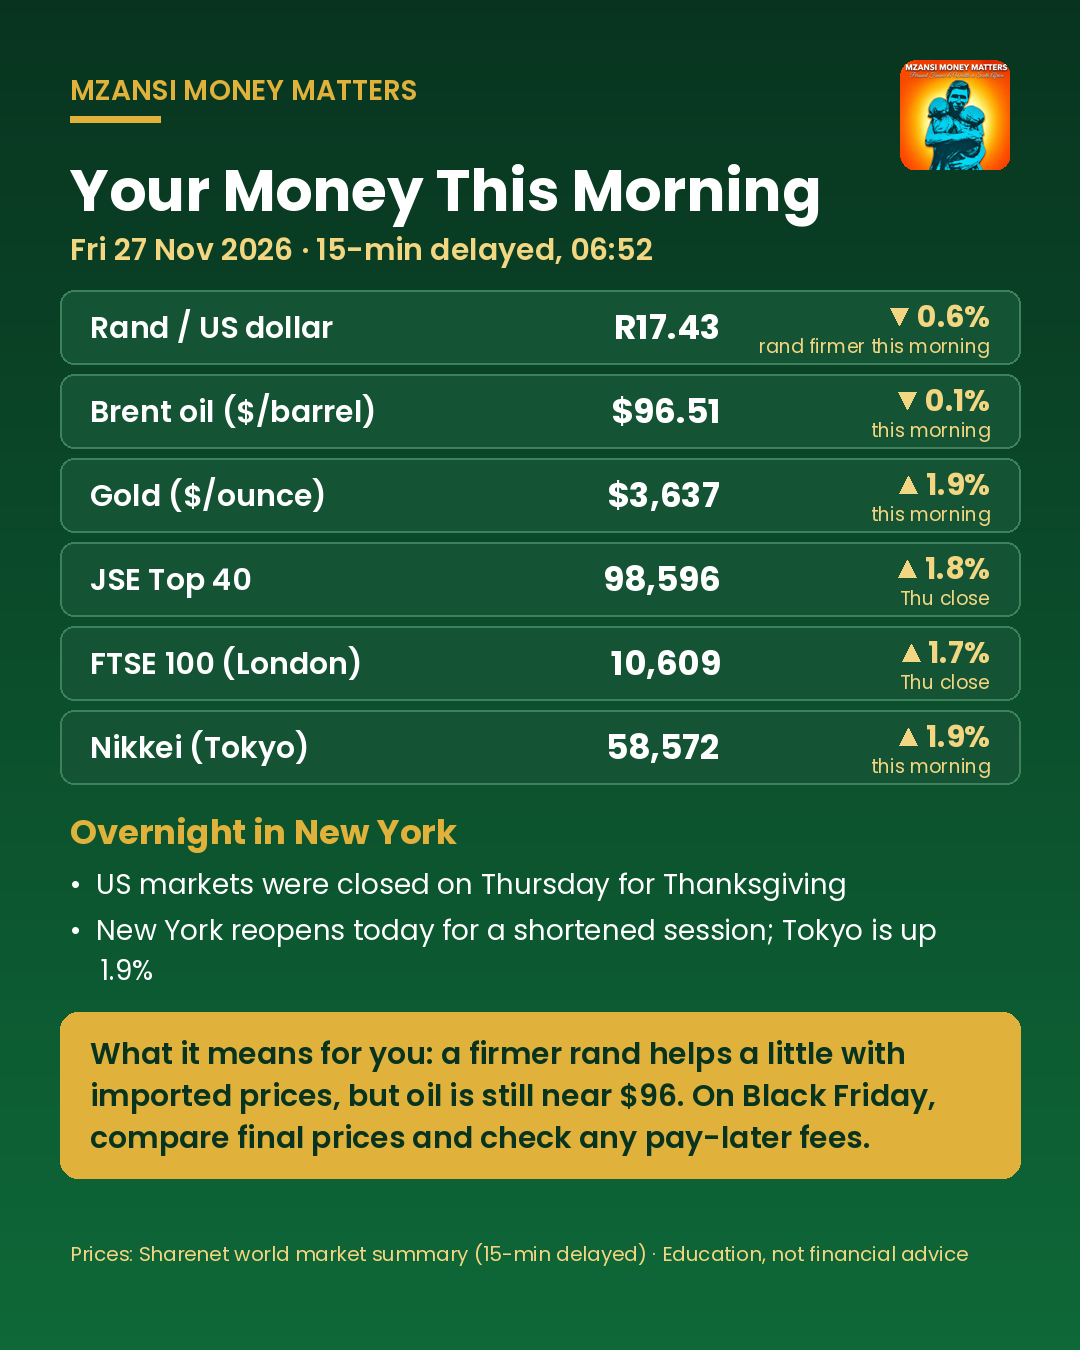 MZANSI MONEY MATTERS
MZANSI MONEY MATTERS
Your Money This Morning
Fri 27 Nov 2026 · 15-min delayed, 06:52
Rand / US dollar R17.43 ▼ 0.6%
rand firmer this morning
Brent oil ($/barrel) $96.51 ▼ 0.1%
this morning
Gold ($/ounce) $3,637 ▲ 1.9%
this morning
JSE Top 40 98,596 ▲ 1.8%
Thu close
FTSE 100 (London) 10,609 ▲ 1.7%
Thu close
Nikkei (Tokyo) 58,572 ▲ 1.9%
this morning
Overnight in New York
• US markets were closed on Thursday for Thanksgiving
• New York reopens today for a shortened session; Tokyo is up
1.9%
What it means for you: a firmer rand helps a little with
imported prices, but oil is still near $96. On Black Friday,
compare final prices and check any pay-later fees.
Prices: Sharenet world market summary (15-min delayed) · Education, not financial advice